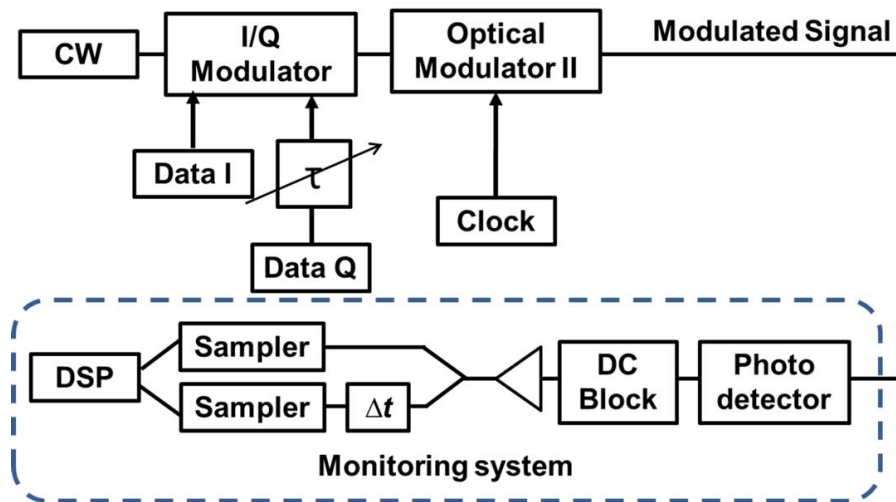 CW
I/Q
Modulator
Optical
Modulator II
Modulated Signal
Data I
τ
Data Q
Clock
DSP
Sampler
Sampler
Δt
DC
Block
Photo
detector
Monitoring system